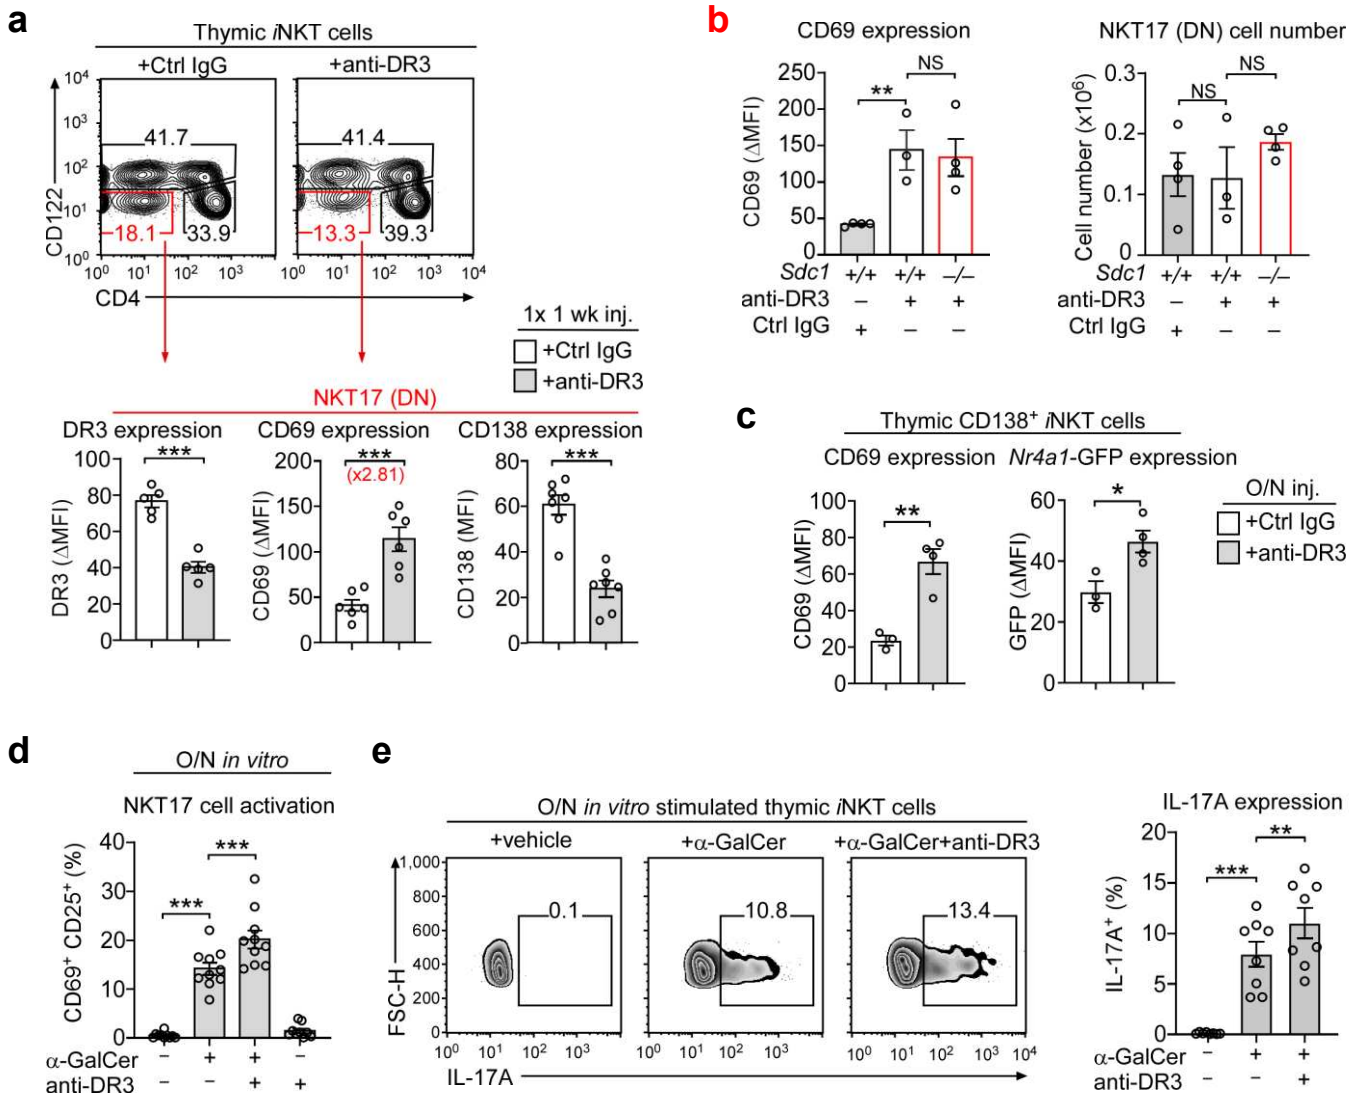 a
Thymic iNKT cells
+Ctrl IgG
+anti-DR3
10⁴
10³
10²
10¹
10⁰
CD122
41.7
18.1
33.9
41.4
13.3
39.3
10⁰ 10¹ 10² 10³
10⁰ 10¹ 10² 10³ 10⁴
CD4
1x 1 wk inj.
+Ctrl IgG
+anti-DR3
NKT17 (DN)
DR3 expression
***
DR3 (ΔMFI)
100
80
60
40
20
0
CD69 expression
***
(x2.81)
CD69 (ΔMFI)
200
150
100
50
0
CD138 expression
***
CD138 (MFI)
80
60
40
20
0
b
CD69 expression
NS
**
CD69 (ΔMFI)
250
200
150
100
50
0
Sdc1 +/+ +/+ –/–
anti-DR3 – + +
Ctrl IgG + – –
NKT17 (DN) cell number
NS
NS
Cell number (x10⁶)
0.3
0.2
0.1
0
Sdc1 +/+ +/+ –/–
anti-DR3 – + +
Ctrl IgG + – –
c
Thymic CD138⁺ iNKT cells
CD69 expression
**
CD69 (ΔMFI)
100
80
60
40
20
0
Nr4a1-GFP expression
*
GFP (ΔMFI)
60
40
20
0
O/N inj.
+Ctrl IgG
+anti-DR3
d
O/N in vitro
NKT17 cell activation
***
***
CD69⁺ CD25⁺ (%)
40
30
20
10
0
α-GalCer – + + –
anti-DR3 – – + +
e
O/N in vitro stimulated thymic iNKT cells
+vehicle
+α-GalCer
+α-GalCer+anti-DR3
1,000
800
600
400
200
0
FSC-H
0.1
10.8
13.4
10⁰ 10¹ 10² 10³
10⁰ 10¹ 10² 10³
10⁰ 10¹ 10² 10³ 10⁴
IL-17A
IL-17A expression
**
***
IL-17A⁺ (%)
20
15
10
5
0
α-GalCer – + +
anti-DR3 – – +